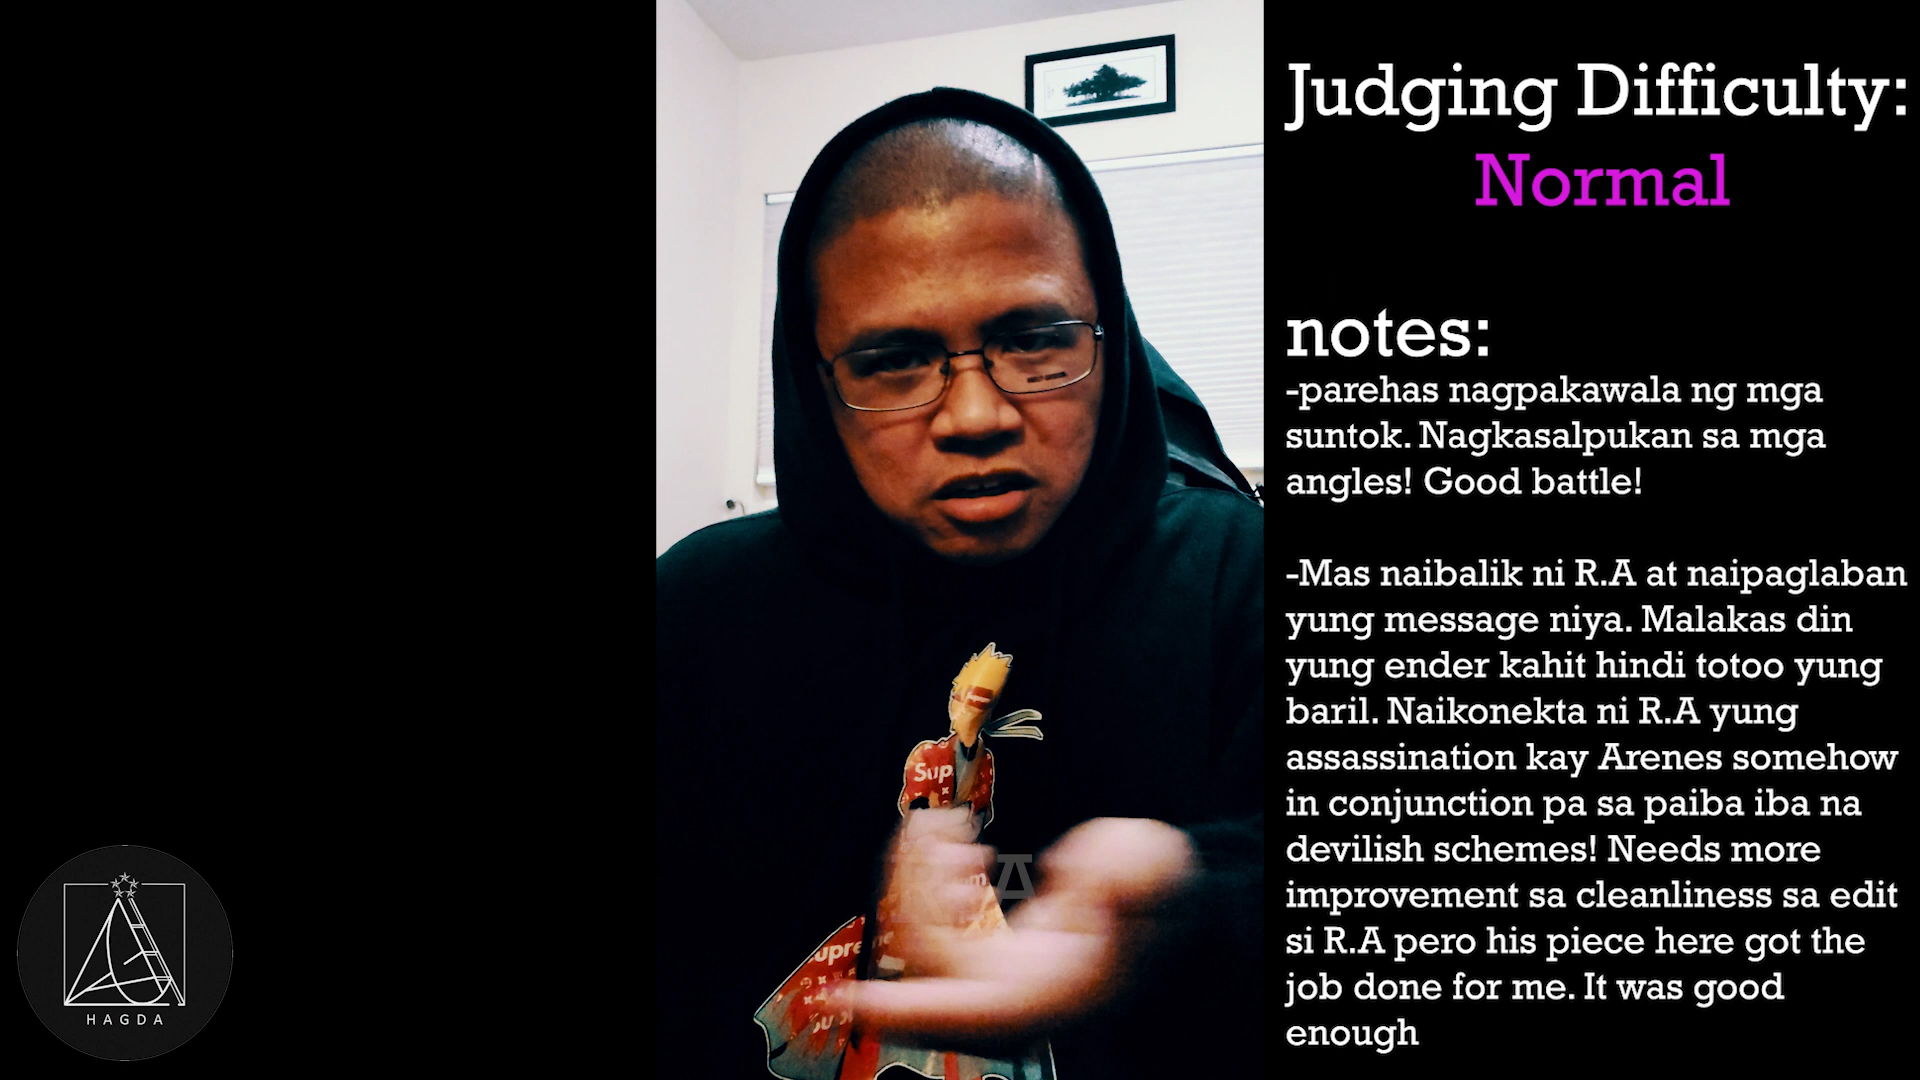 Judging Difficulty:
Normal
notes:
-parehas nagpakawala ng mga
suntok. Nagkasalpukan sa mga
angles! Good battle!
-Mas naibalik ni R.A at naipaglaban
yung message niya. Malakas din
yung ender kahit hindi totoo yung
baril. Naikonekta ni R.A yung
assassination kay Arenes somehow
in conjunction pa sa paiba iba na
devilish schemes! Needs more
improvement sa cleanliness sa edit
si R.A pero his piece here got the
job done for me. It was good
enough
Sup
Supre
HAGDA